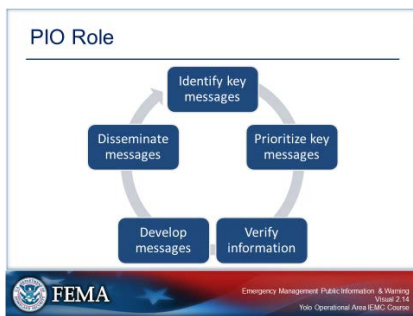 PIO Role
Identify key
messages
Prioritize key
messages
Verify
information
Develop
messages
Disseminate
messages
FEMA
Emergency Management Public Information & Warning
Visual 2.14
Yolo Operational Area IEMC Course